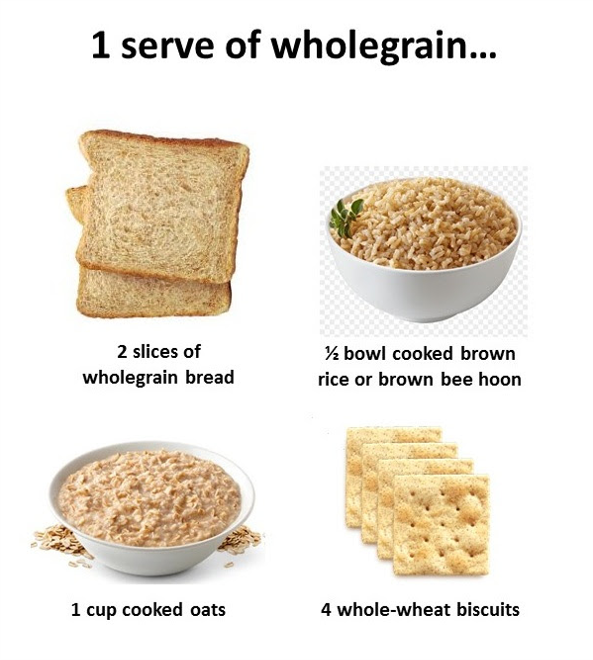 1 serve of wholegrain...
2 slices of
wholegrain bread
½ bowl cooked brown
rice or brown bee hoon
1 cup cooked oats
4 whole-wheat biscuits